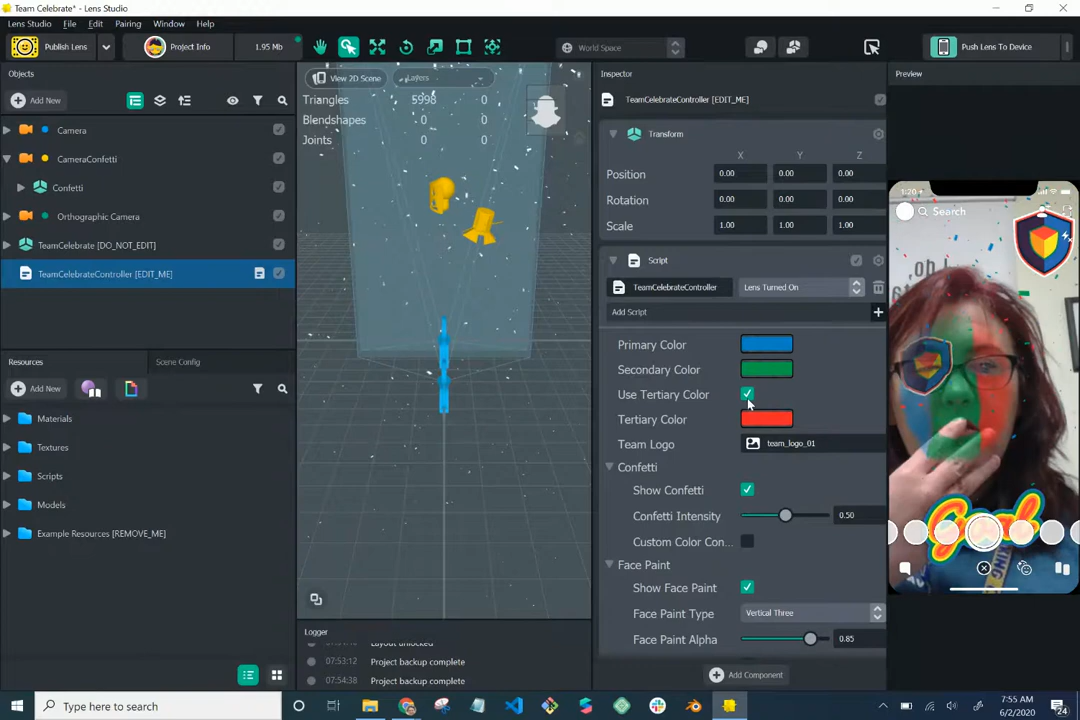 Team Celebrate* - Lens Studio
Lens Studio File Edit Pairing Window Help
Publish Lens Project Info 1.95 Mb World Space Push Lens To Device
Objects
Add New
Camera
CameraConfetti
Confetti
Orthographic Camera
TeamCelebrate [DO_NOT_EDIT]
TeamCelebrateController [EDIT_ME]
Resources Scene Config
Add New
Materials
Textures
Scripts
Models
Example Resources [REMOVE_ME]
View 2D Scene Layers
Triangles 5998 0
Blendshapes 0 0
Joints 0 0
Logger
Layout unlocked
07:53:12 Project backup complete
07:54:38 Project backup complete
Inspector
TeamCelebrateController [EDIT_ME]
Transform
X Y Z
Position 0.00 0.00 0.00
Rotation 0.00 0.00 0.00
Scale 1.00 1.00 1.00
Script
TeamCelebrateController Lens Turned On
Add Script
Primary Color
Secondary Color
Use Tertiary Color
Tertiary Color
Team Logo team_logo_01
Confetti
Show Confetti
Confetti Intensity 0.50
Custom Color Con...
Face Paint
Show Face Paint
Face Paint Type Vertical Three
Face Paint Alpha 0.85
Add Component
Preview
1:20
Search
Goal
Type here to search
7:55 AM
6/2/2020
24